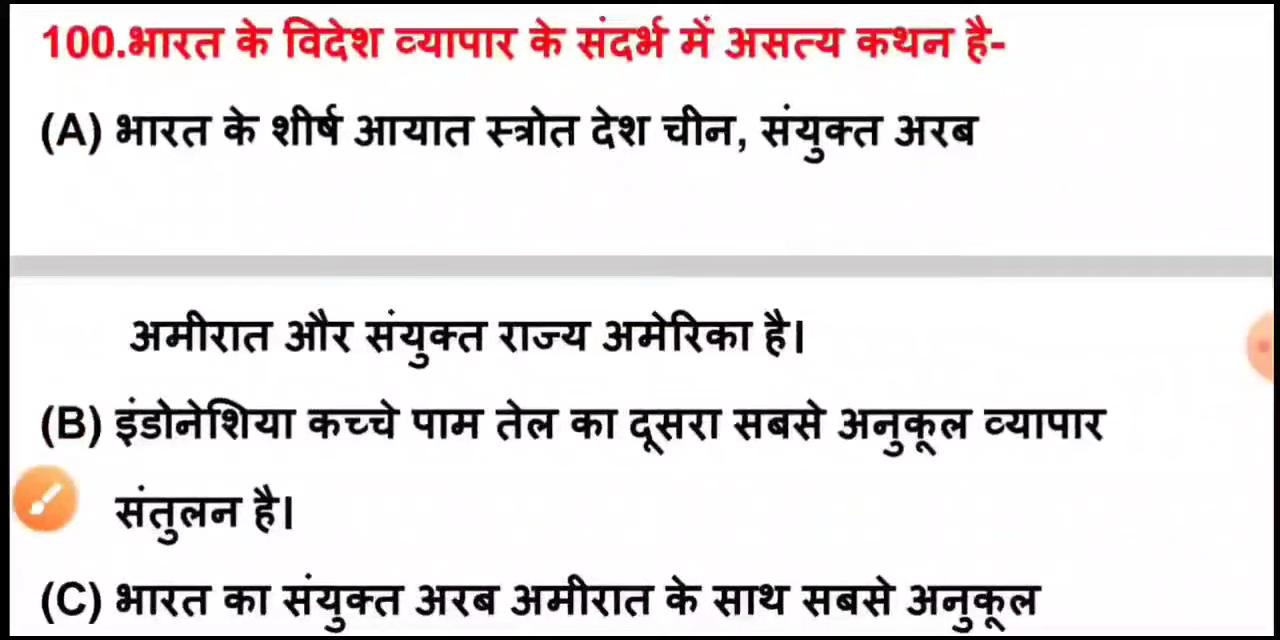 100.भारत के विदेश व्यापार के संदर्भ में असत्य कथन है-
(A) भारत के शीर्ष आयात स्त्रोत देश चीन, संयुक्त अरब
अमीरात और संयुक्त राज्य अमेरिका है।
(B) इंडोनेशिया कच्चे पाम तेल का दूसरा सबसे अनुकूल व्यापार
संतुलन है।
(C) भारत का संयुक्त अरब अमीरात के साथ सबसे अनुकूल